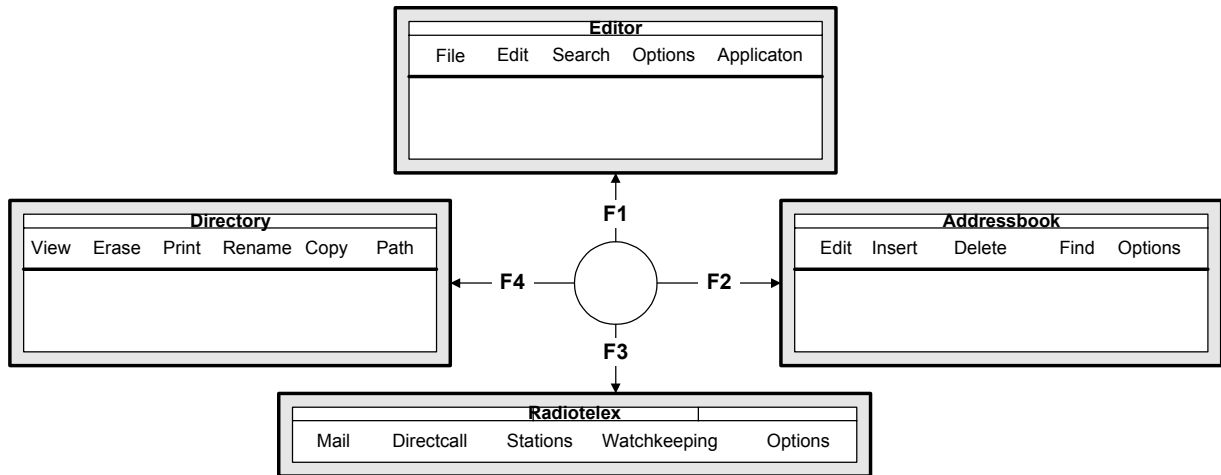 Editor
File Edit Search Options Applicaton
F1
Directory
View Erase Print Rename Copy Path
Addressbook
Edit Insert Delete Find Options
F4
F2
F3
Radiotelex
Mail Directcall Stations Watchkeeping Options